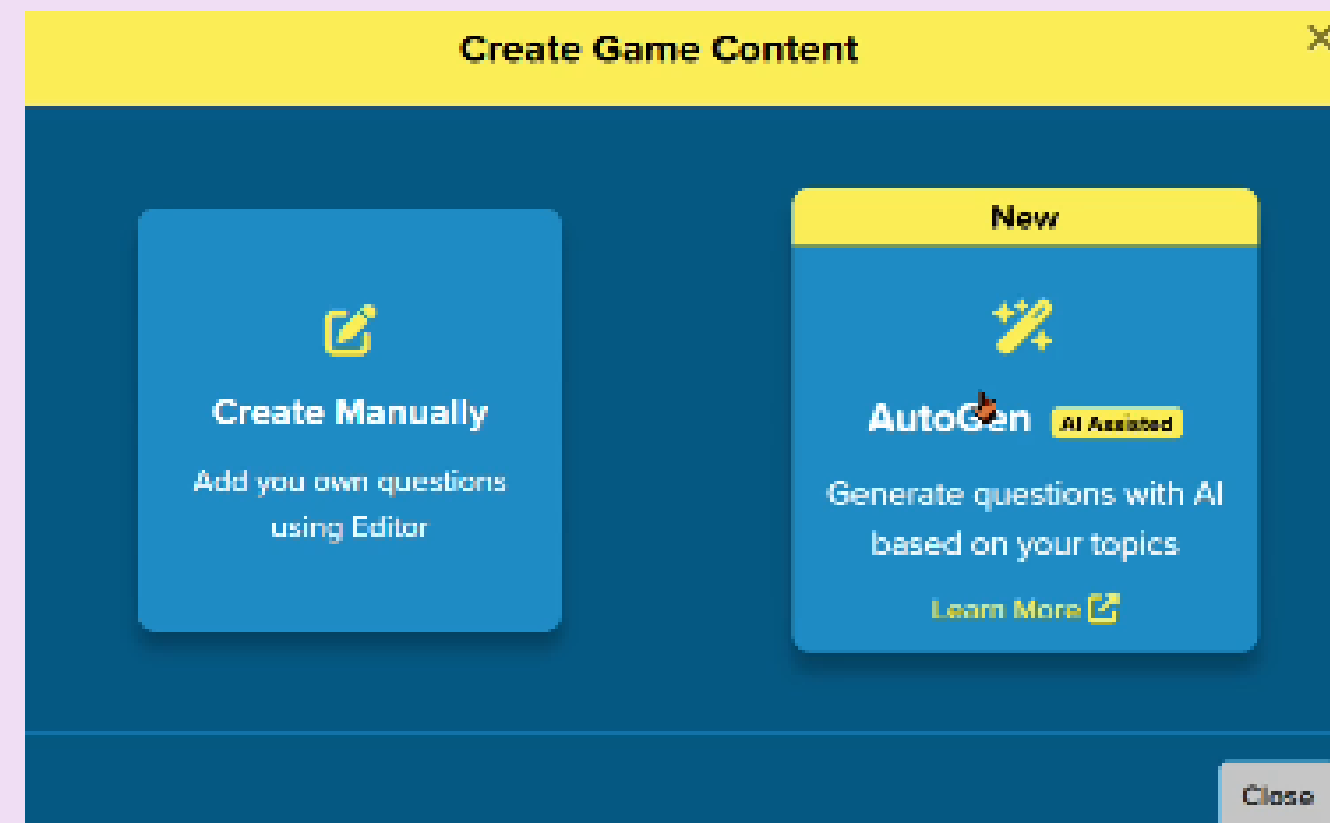 Create Game Content
Create Manually
Add you own questions
using Editor
New
AutoGen AI Assisted
Generate questions with AI
based on your topics
Learn More
Close